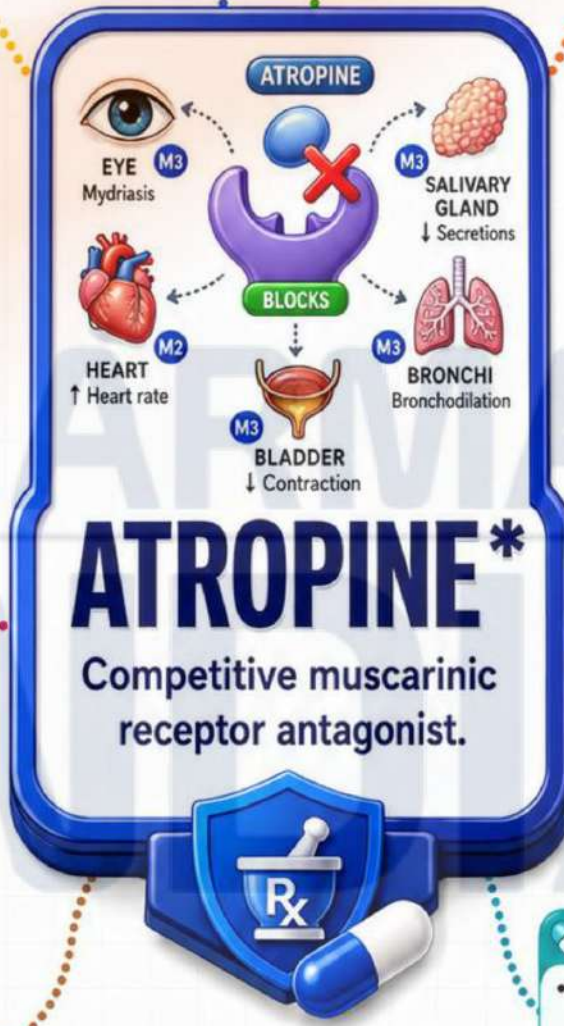 ATROPINE
EYE M3
Mydriasis
M3
SALIVARY
GLAND
↓ Secretions
BLOCKS
HEART M2
↑ Heart rate
M3
BRONCHI
Bronchodilation
M3
BLADDER
↓ Contraction
ATROPINE*
Competitive muscarinic
receptor antagonist.
Rx